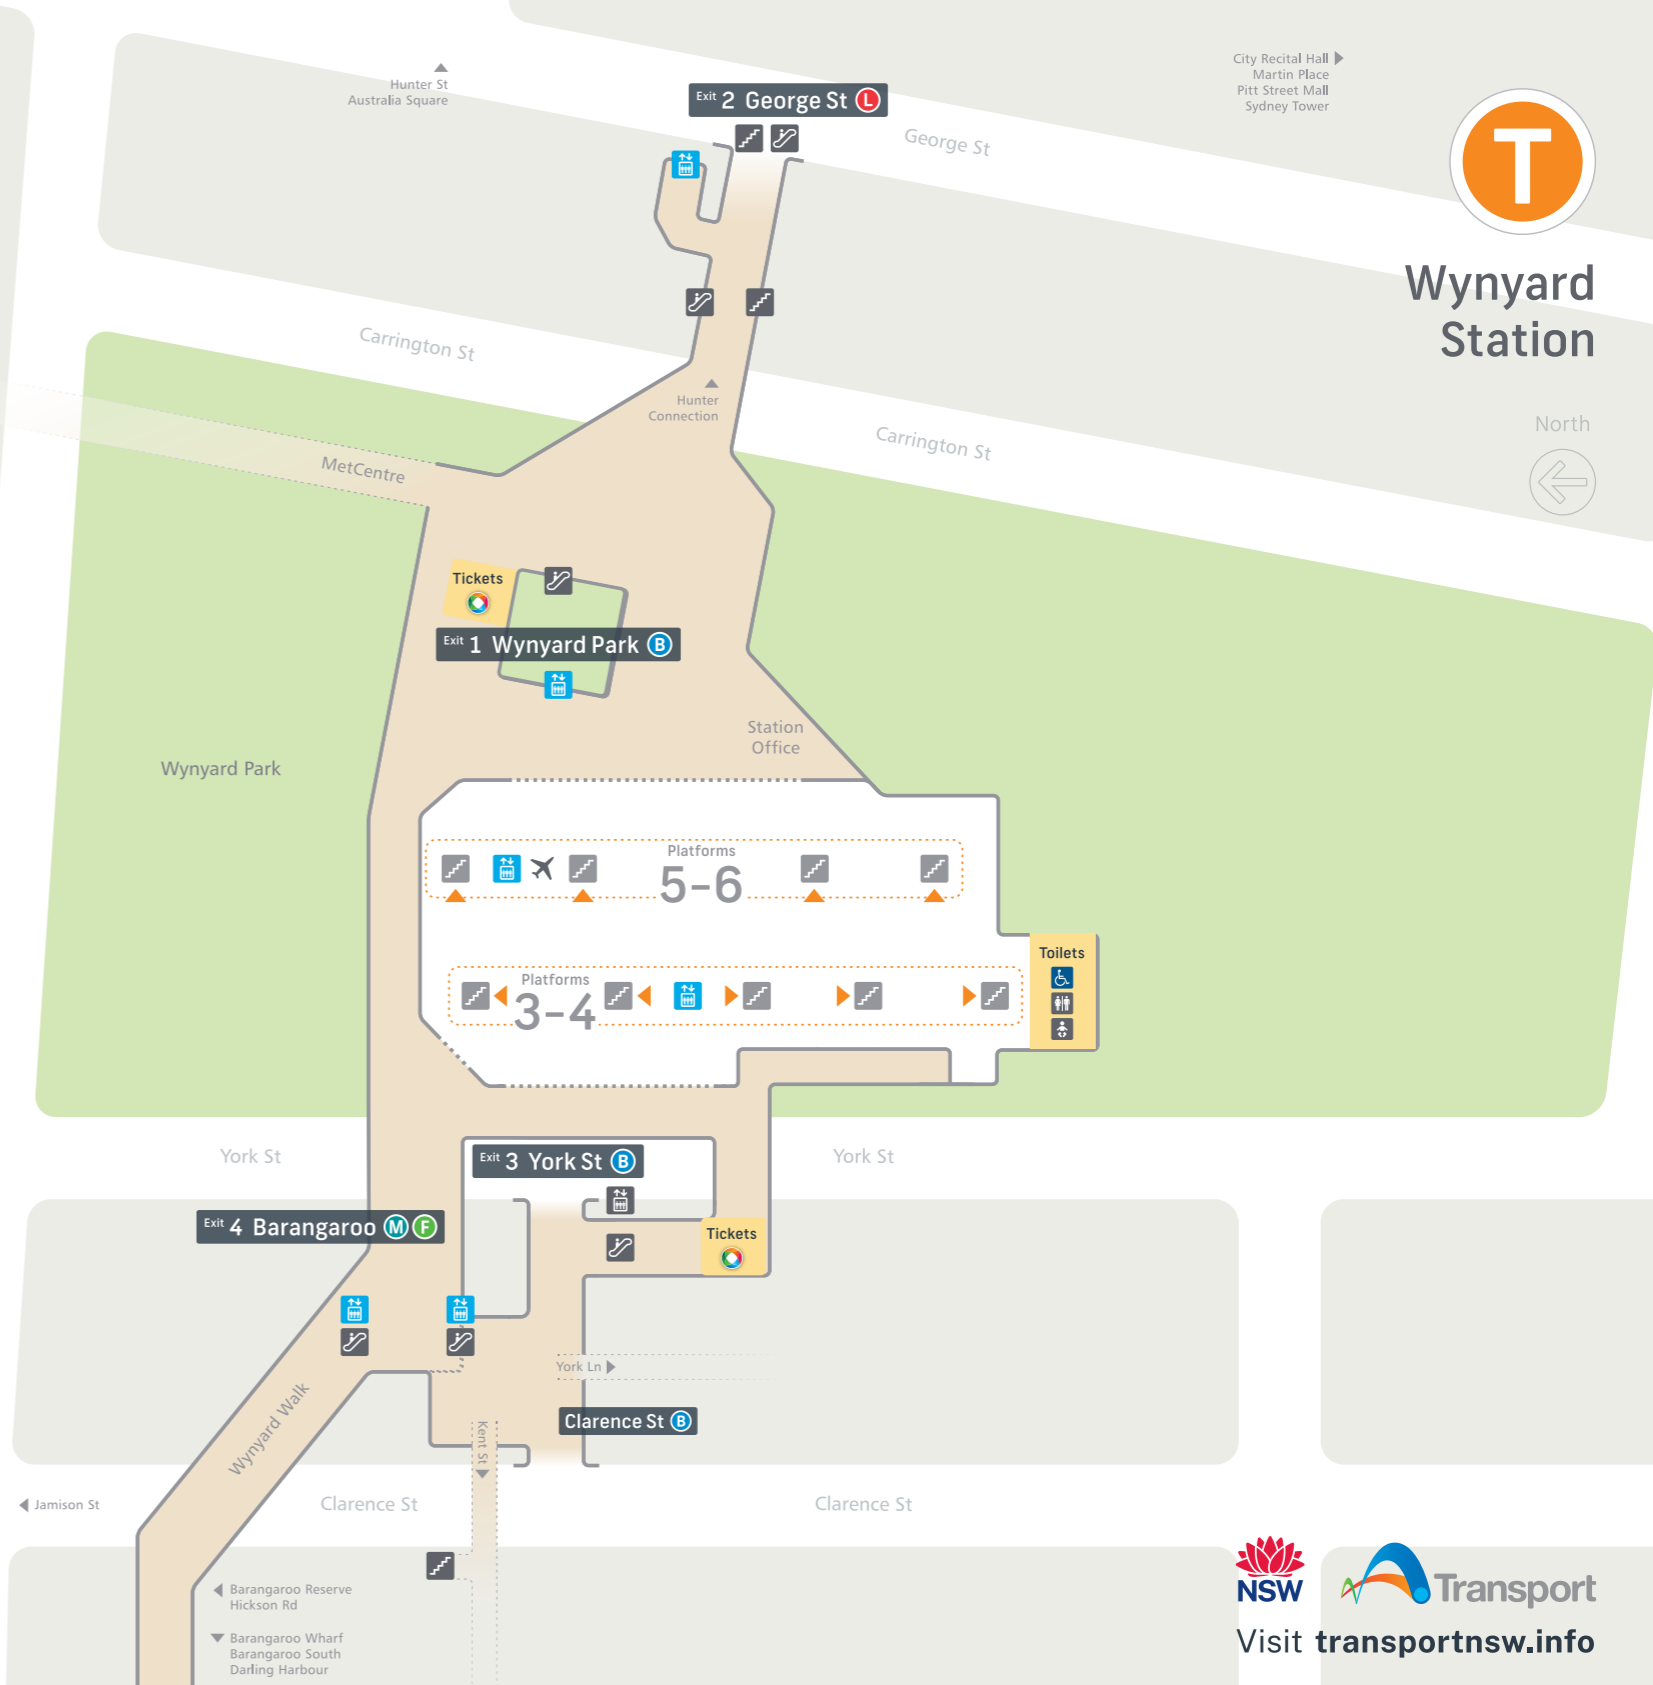 Hunter St
Australia Square
Exit 2 George St L
City Recital Hall
Martin Place
Pitt Street Mall
Sydney Tower
George St
T
Wynyard
Station
Carrington St
Hunter
Connection
Carrington St
North
MetCentre
Tickets
Exit 1 Wynyard Park B
Station
Office
Wynyard Park
Platforms
5-6
Platforms
3-4
Toilets
York St
Exit 3 York St B
York St
Exit 4 Barangaroo M F
Tickets
York Ln
Wynyard Walk
Clarence St B
Kent St
Jamison St
Clarence St
Clarence St
Barangaroo Reserve
Hickson Rd
Barangaroo Wharf
Barangaroo South
Darling Harbour
NSW
Transport
Visit transportnsw.info